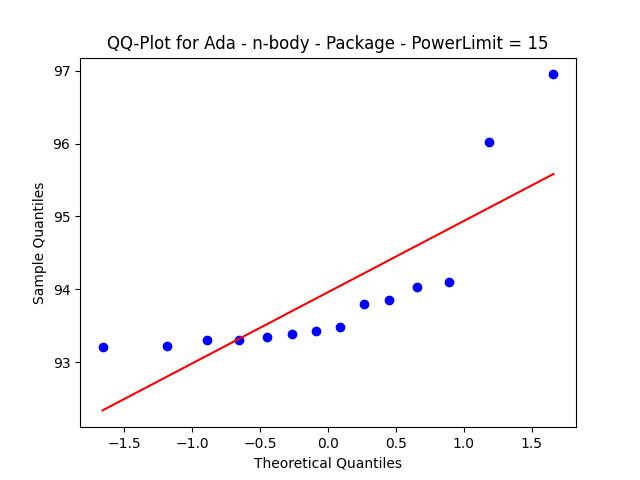 QQ-Plot for Ada - n-body - Package - PowerLimit = 15
97
96
95
94
93
Sample Quantiles
−1.5 −1.0 −0.5 0.0 0.5 1.0 1.5
Theoretical Quantiles